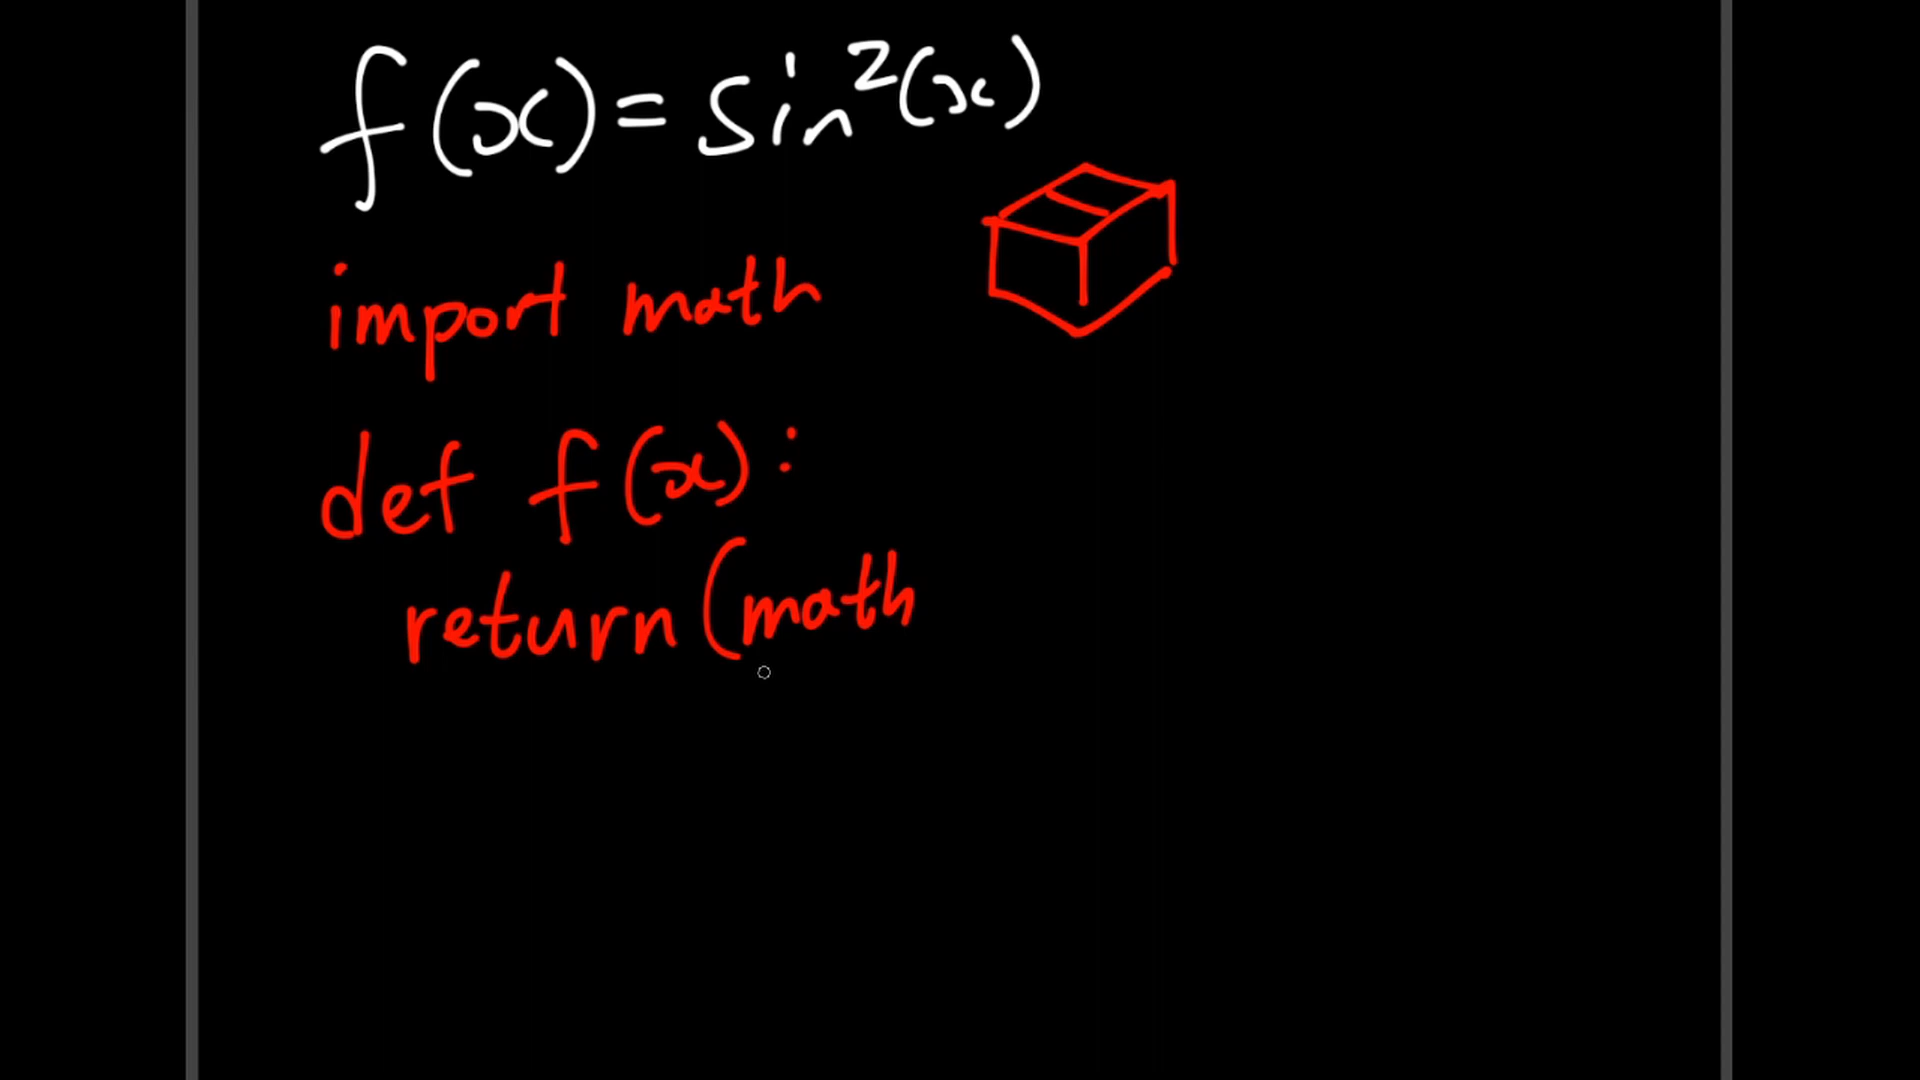 f(x)=sin²(x)
import math
def f(x):
return(math